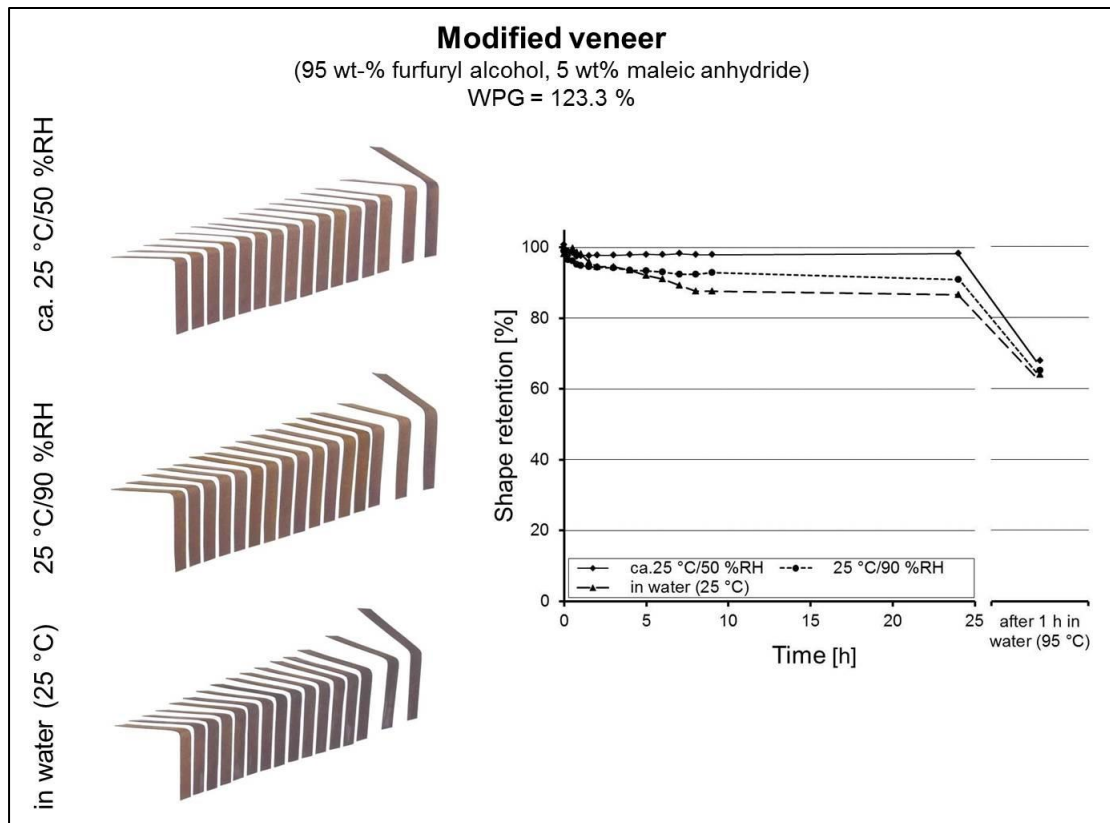 Modified veneer
(95 wt-% furfuryl alcohol, 5 wt% maleic anhydride)
WPG = 123.3 %
ca. 25 °C/50 %RH
25 °C/90 %RH
in water (25 °C)
Shape retention [%]
100
80
60
40
20
0
ca.25 °C/50 %RH
25 °C/90 %RH
in water (25 °C)
0
5
10
15
20
25
after 1 h in
water (95 °C)
Time [h]